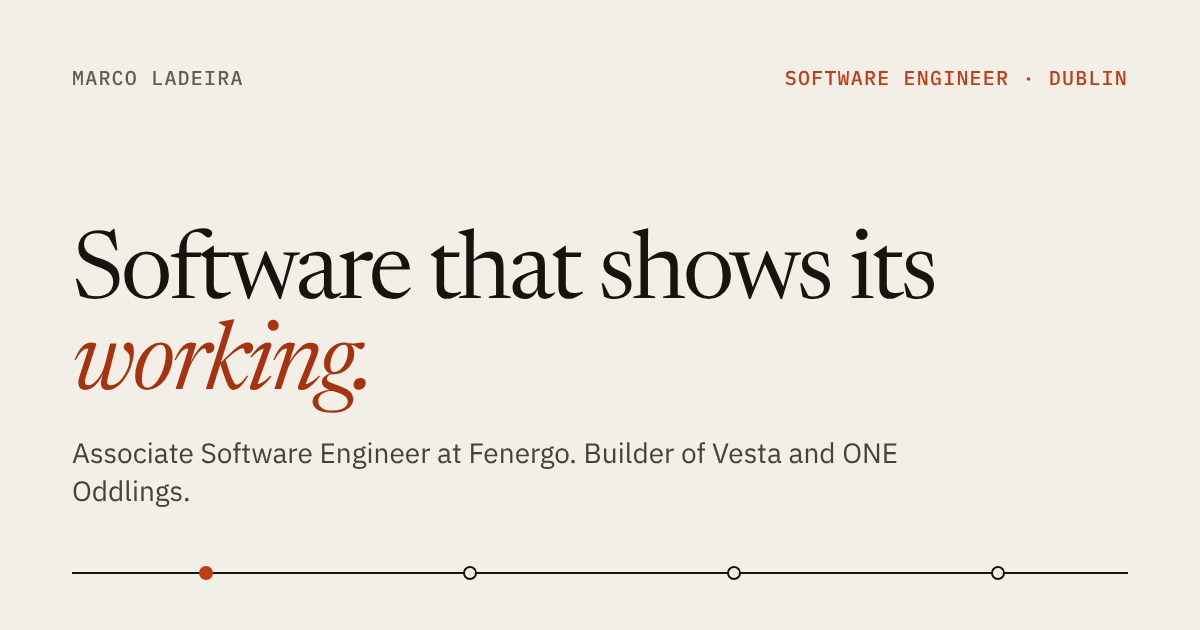 MARCO LADEIRA
SOFTWARE ENGINEER · DUBLIN
Software that shows its
working.
Associate Software Engineer at Fenergo. Builder of Vesta and ONE
Oddlings.